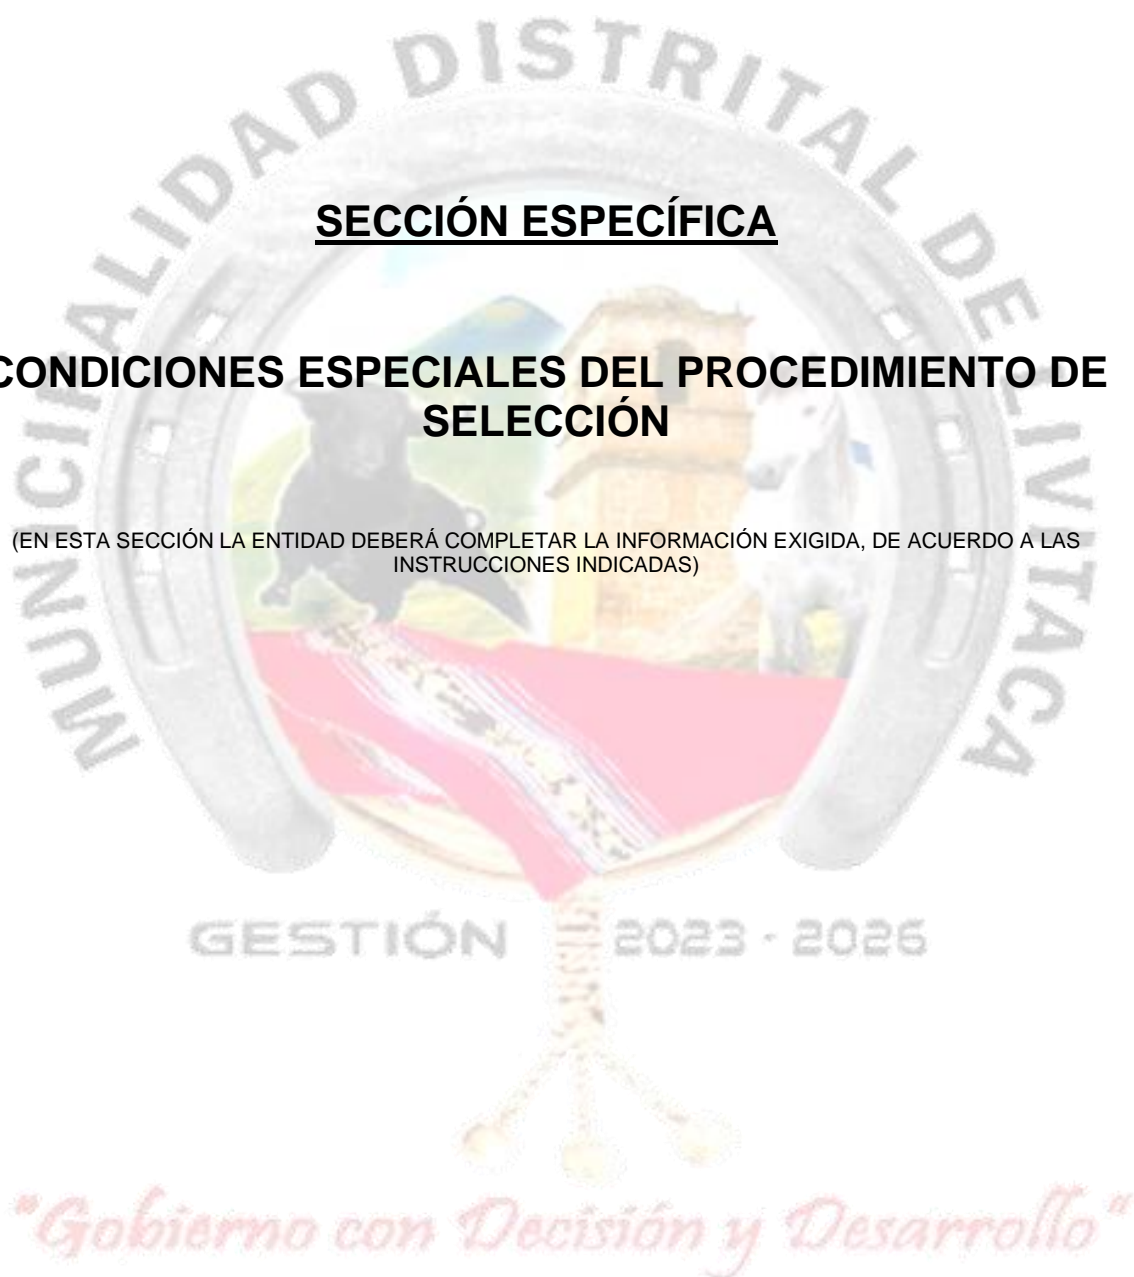 MUNICIPALIDAD DISTRITAL DE LIVITACA
SECCIÓN ESPECÍFICA
CONDICIONES ESPECIALES DEL PROCEDIMIENTO DE
SELECCIÓN
(EN ESTA SECCIÓN LA ENTIDAD DEBERÁ COMPLETAR LA INFORMACIÓN EXIGIDA, DE ACUERDO A LAS
INSTRUCCIONES INDICADAS)
GESTIÓN 2023 - 2026
"Gobierno con Decisión y Desarrollo"